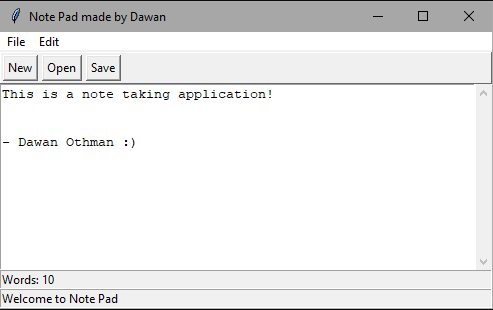 Note Pad made by Dawan
File Edit
New Open Save
This is a note taking application!
- Dawan Othman :)
Words: 10
Welcome to Note Pad